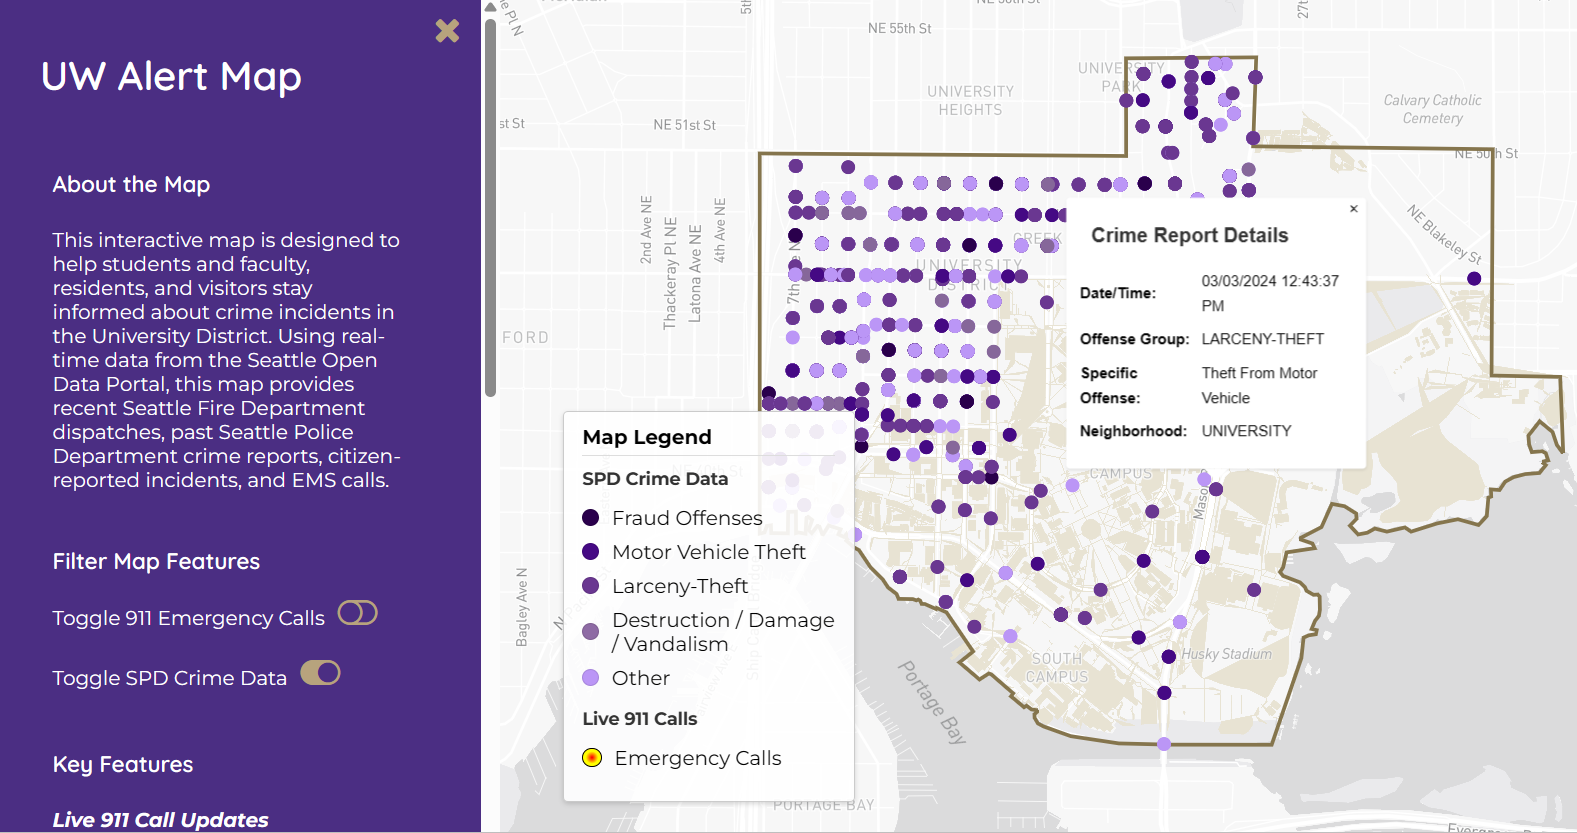 UW Alert Map
About the Map
This interactive map is designed to
help students and faculty,
residents, and visitors stay
informed about crime incidents in
the University District. Using real-
time data from the Seattle Open
Data Portal, this map provides
recent Seattle Fire Department
dispatches, past Seattle Police
Department crime reports, citizen-
reported incidents, and EMS calls.
Filter Map Features
Toggle 911 Emergency Calls
Toggle SPD Crime Data
Key Features
Live 911 Call Updates
NE 55th St
27th
5th
UNIVERSITY
PARK
UNIVERSITY
HEIGHTS
Calvary Catholic
Cemetery
st St
NE 51st St
NE 50th St
2nd Ave NE
Thackeray Pl NE
Latona Ave NE
4th Ave NE
7th
NE Blakeley St
UNIVERSITY
DISTRICT
FORD
×
Crime Report Details
Date/Time: 03/03/2024 12:43:37
PM
Offense Group: LARCENY-THEFT
Specific Theft From Motor
Offense: Vehicle
Neighborhood: UNIVERSITY
CAMPUS
Map Legend
SPD Crime Data
Fraud Offenses
Motor Vehicle Theft
Larceny-Theft
Destruction / Damage
/ Vandalism
Other
Live 911 Calls
Emergency Calls
Bagley Ave N
SOUTH
CAMPUS
Husky Stadium
Portage Bay
PORTAGE BAY